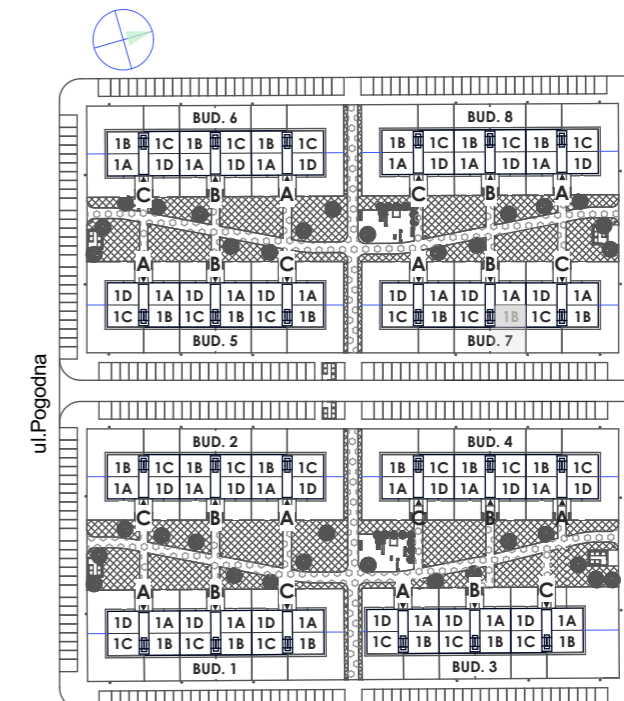 BUD. 6 BUD. 8
1B 1C 1B 1C 1B 1C 1B 1C 1B 1C 1B 1C
1A 1D 1A 1D 1A 1D 1A 1D 1A 1D 1A 1D
C B A C B A
A B C A B C
1D 1A 1D 1A 1D 1A 1D 1A 1D 1A 1D 1A
1C 1B 1C 1B 1C 1B 1C 1B 1C 1B 1C 1B
BUD. 5 BUD. 7
ul.Pogodna
BUD. 2 BUD. 4
1B 1C 1B 1C 1B 1C 1B 1C 1B 1C 1B 1C
1A 1D 1A 1D 1A 1D 1A 1D 1A 1D 1A 1D
C B A C B A
A B C A B C
1D 1A 1D 1A 1D 1A 1D 1A 1D 1A 1D 1A
1C 1B 1C 1B 1C 1B 1C 1B 1C 1B 1C 1B
BUD. 1 BUD. 3